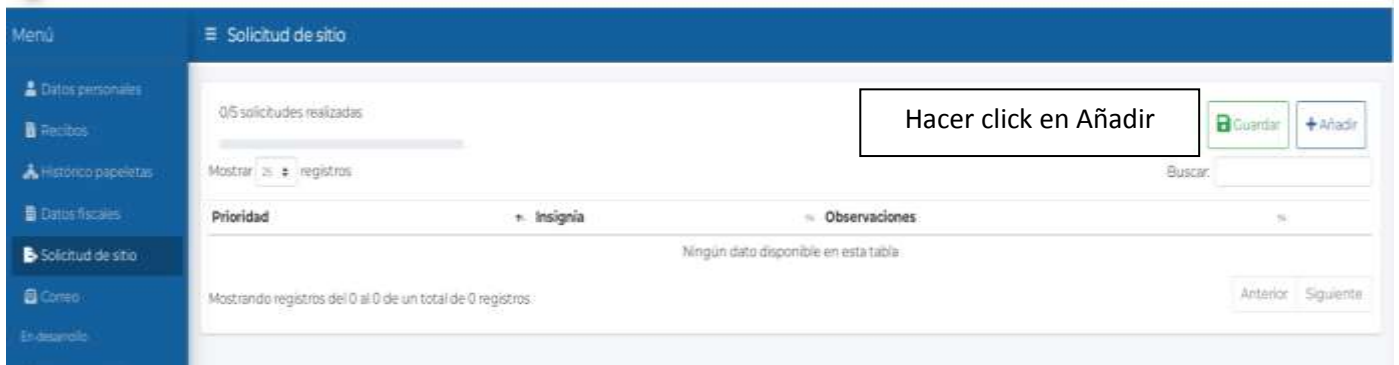 Menú
Solicitud de sitio
Datos personales
Recibos
Histórico papeletas
Datos fiscales
Solicitud de sitio
Correo
En desarrollo
0/5 solicitudes realizadas
Hacer click en Añadir
Guardar
+Añadir
Mostrar 25 registros
Buscar:
Prioridad Insignia Observaciones
Ningún dato disponible en esta tabla
Mostrando registros del 0 al 0 de un total de 0 registros
Anterior Siguiente